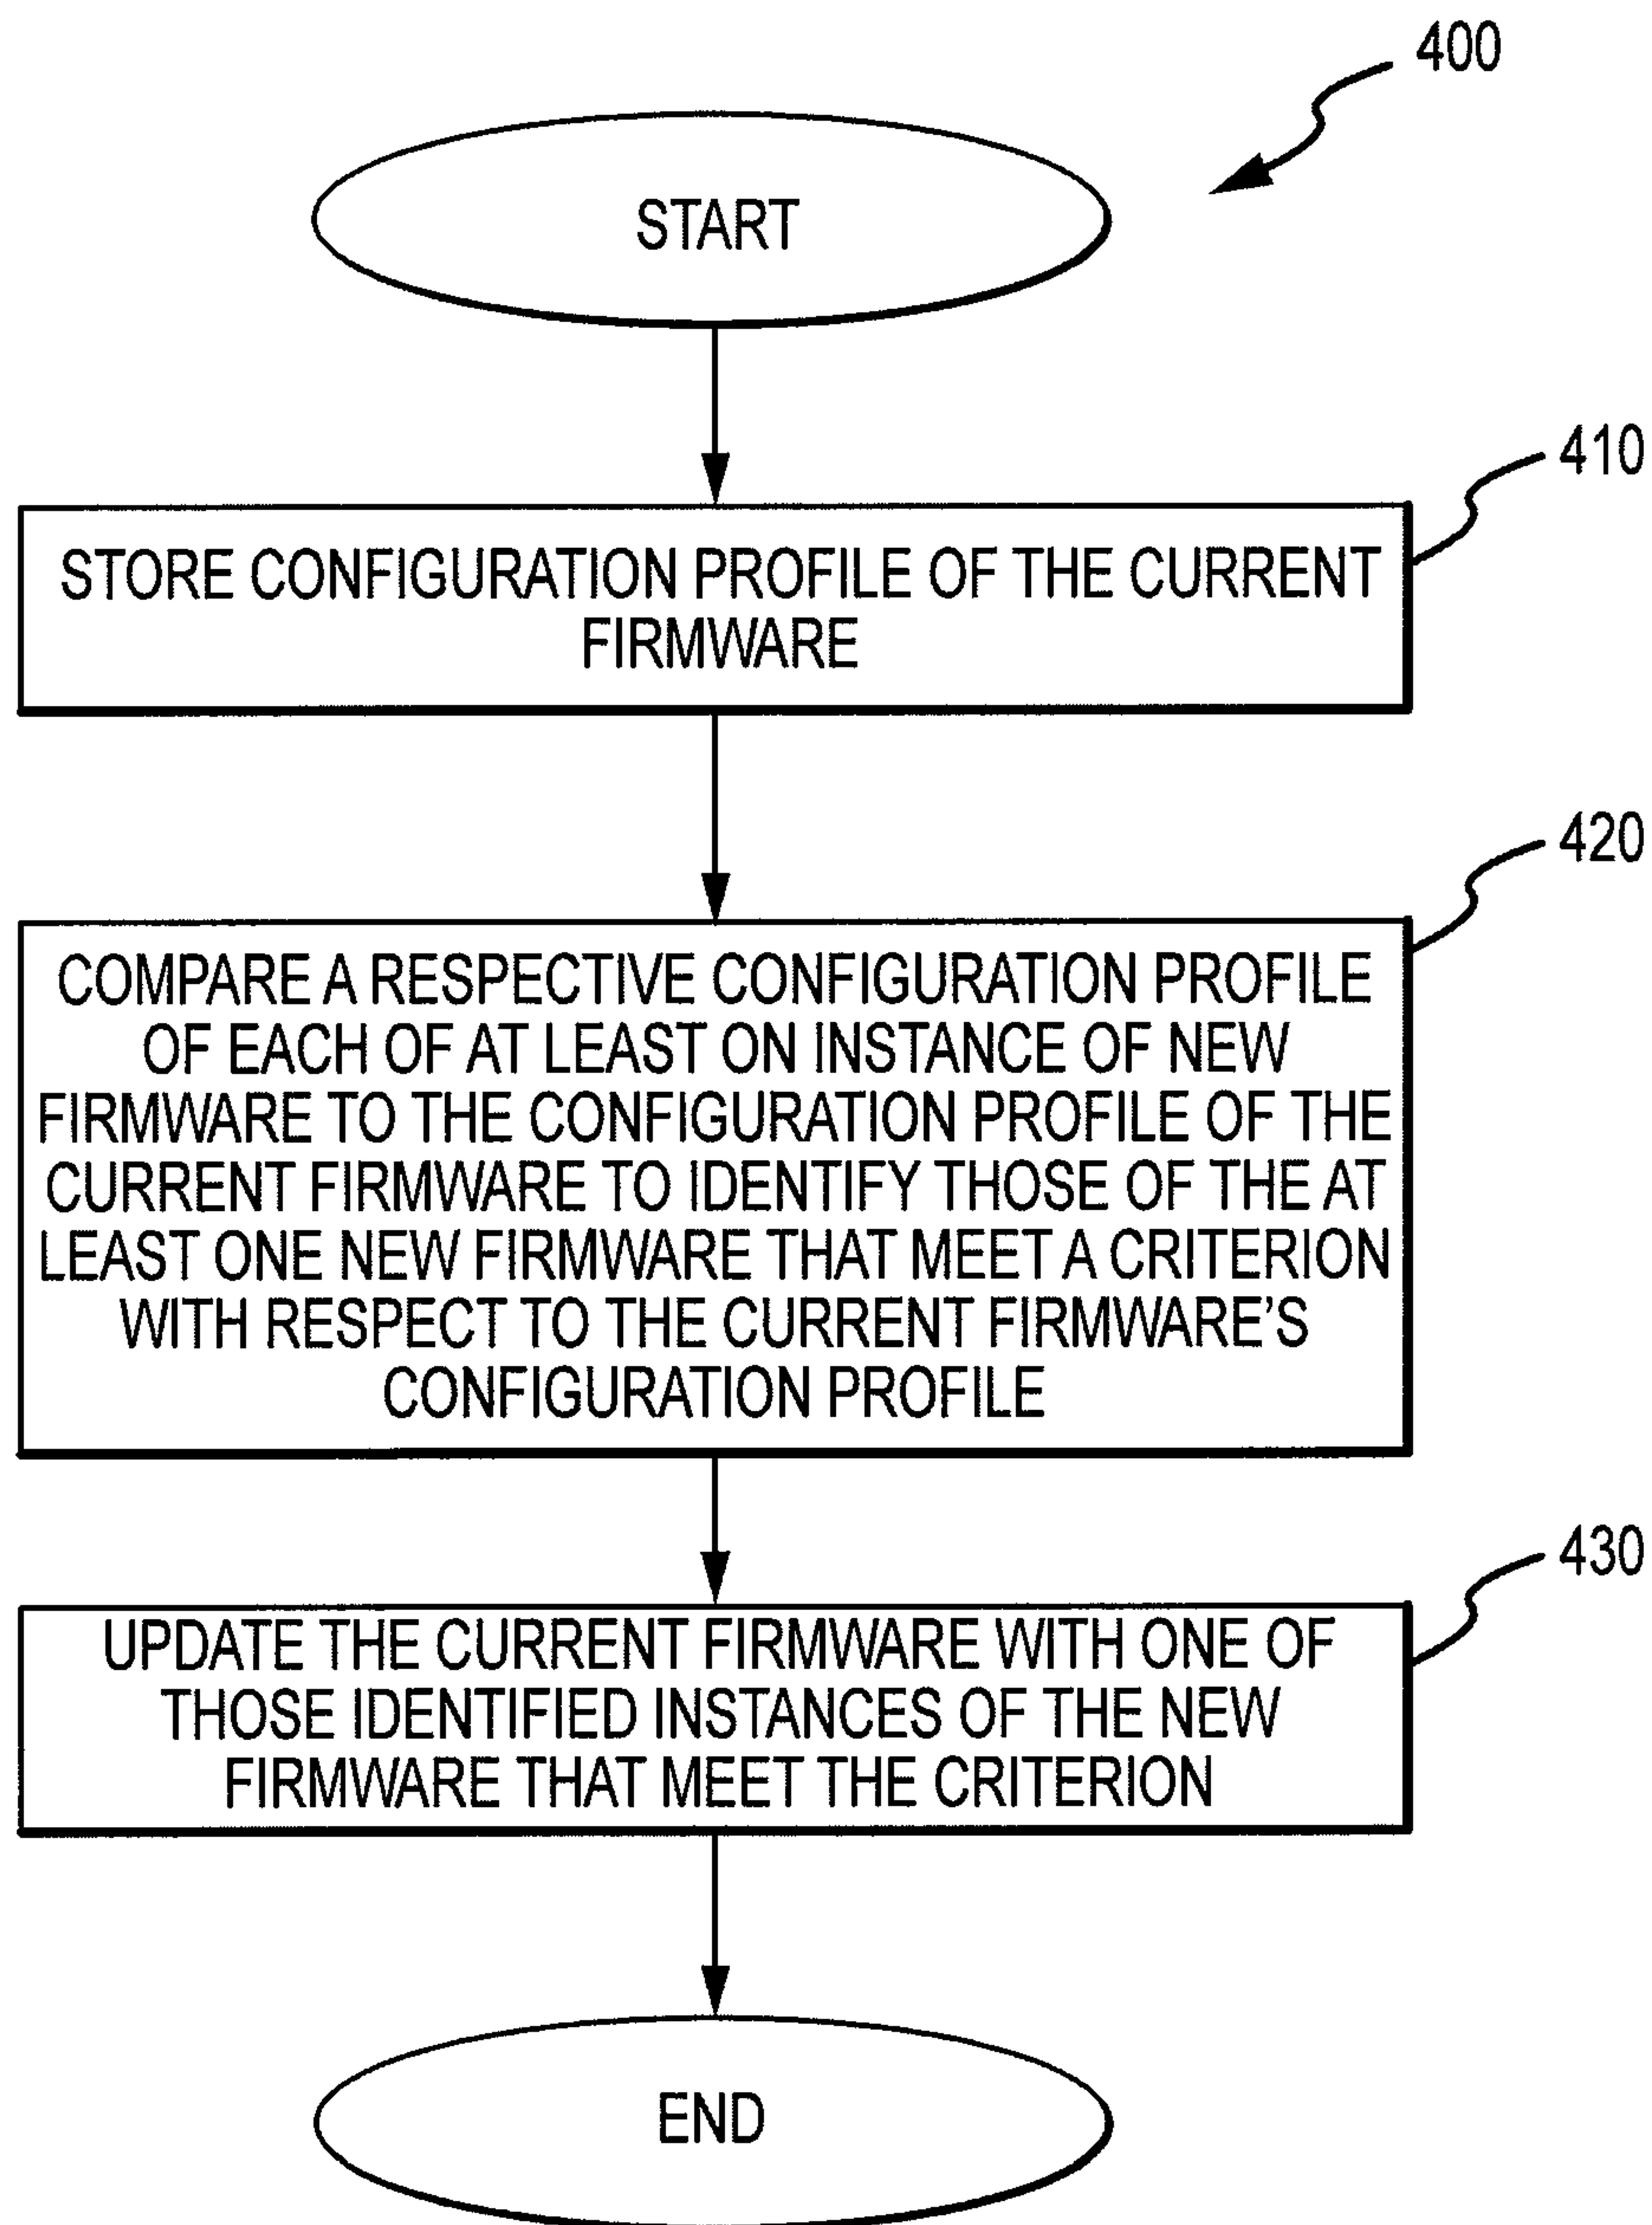 400
START
410
STORE CONFIGURATION PROFILE OF THE CURRENT
FIRMWARE
420
COMPARE A RESPECTIVE CONFIGURATION PROFILE
OF EACH OF AT LEAST ON INSTANCE OF NEW
FIRMWARE TO THE CONFIGURATION PROFILE OF THE
CURRENT FIRMWARE TO IDENTIFY THOSE OF THE AT
LEAST ONE NEW FIRMWARE THAT MEET A CRITERION
WITH RESPECT TO THE CURRENT FIRMWARE'S
CONFIGURATION PROFILE
430
UPDATE THE CURRENT FIRMWARE WITH ONE OF
THOSE IDENTIFIED INSTANCES OF THE NEW
FIRMWARE THAT MEET THE CRITERION
END